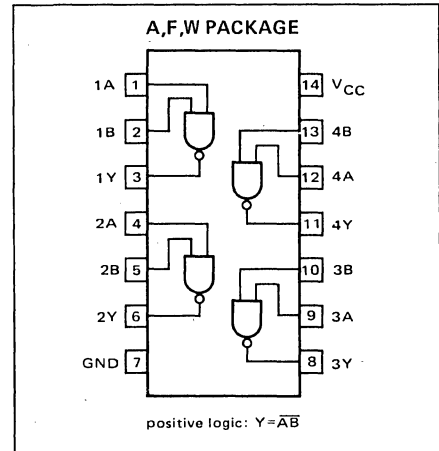 A,F,W PACKAGE
1A 1 14 VCC
1B 2 13 4B
1Y 3 12 4A
2A 4 11 4Y
2B 5 10 3B
2Y 6 9 3A
GND 7 8 3Y
positive logic: Y=A̅B̅